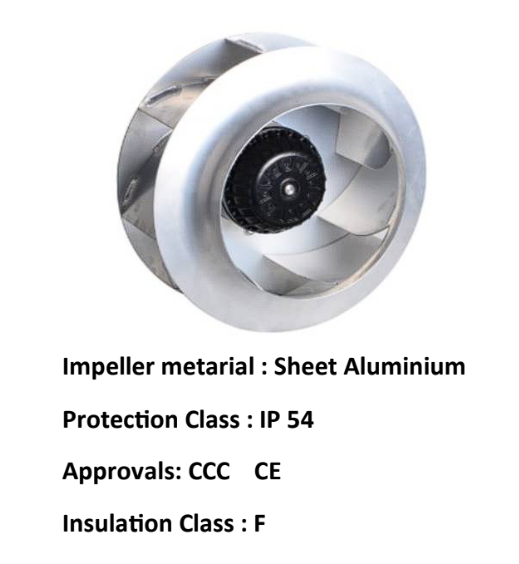 Impeller metarial : Sheet Aluminium
Protection Class : IP 54
Approvals: CCC CE
Insulation Class : F